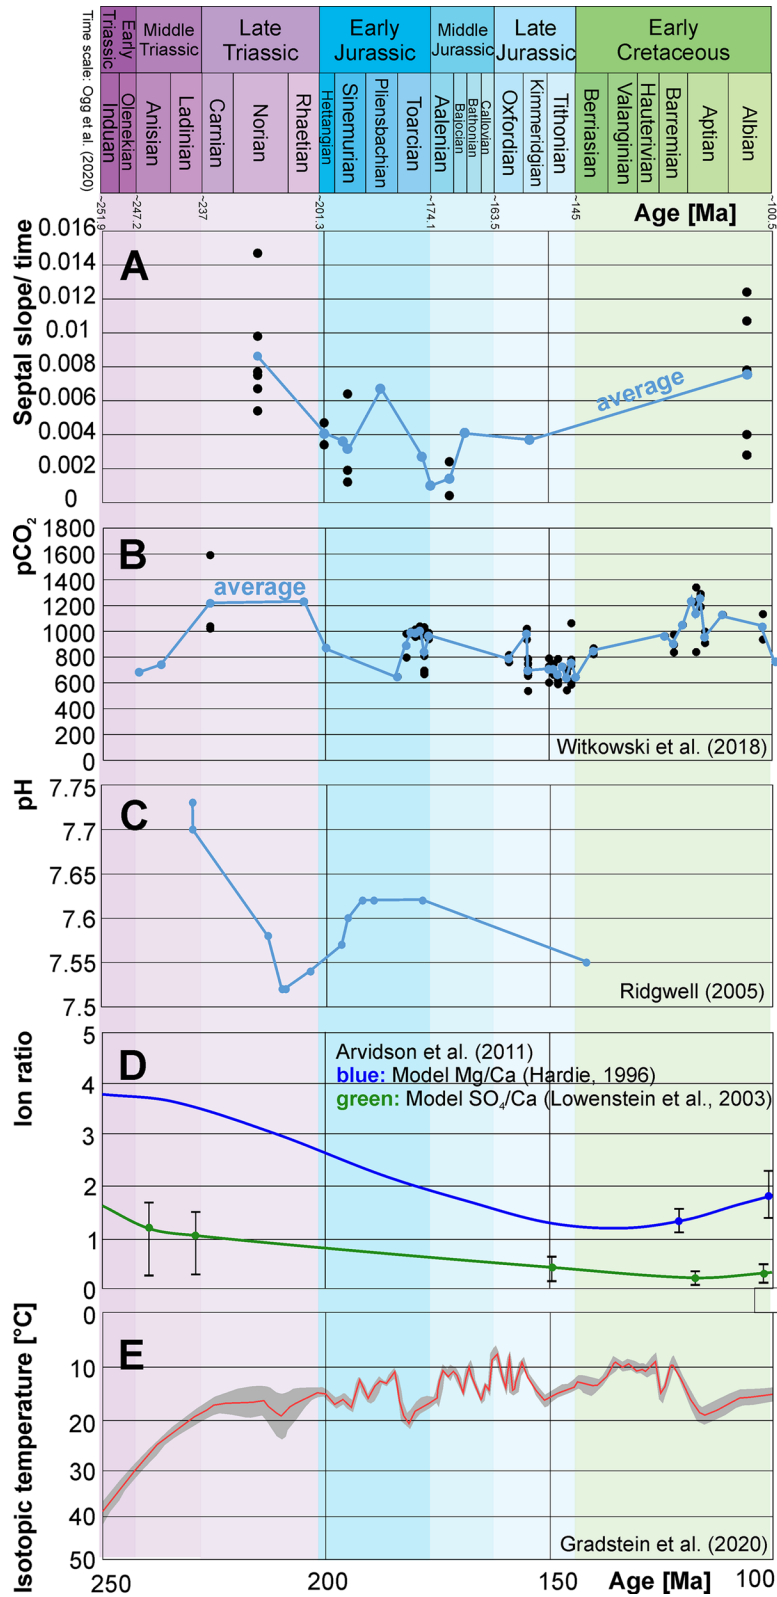 Time scale: Ogg et al. (2020)
Early Triassic
Middle Triassic
Late Triassic
Early Jurassic
Middle Jurassic
Late Jurassic
Early Cretaceous
Induan
Olenekian
Anisian
Ladinian
Carnian
Norian
Rhaetian
Hettangian
Sinemurian
Pliensbachian
Toarcian
Aalenian
Bajocian
Bathonian
Callovian
Oxfordian
Kimmeridgian
Tithonian
Berriasian
Valanginian
Hauterivian
Barremian
Aptian
Albian
~251.9
~247.2
~237
~201.3
~174.1
~163.5
~145
~100.5
Age [Ma]
Septal slope/ time
0.016
0.014
0.012
0.01
0.008
0.006
0.004
0.002
0
A
average
pCO2
1800
1600
1400
1200
1000
800
600
400
200
0
B
average
Witkowski et al. (2018)
pH
7.75
7.7
7.65
7.6
7.55
7.5
C
Ridgwell (2005)
Ion ratio
5
4
3
2
1
0
D
Arvidson et al. (2011)
blue: Model Mg/Ca (Hardie, 1996)
green: Model SO4/Ca (Lowenstein et al., 2003)
Isotopic temperature [°C]
0
10
20
30
40
50
E
Gradstein et al. (2020)
250
200
150
Age [Ma]
100